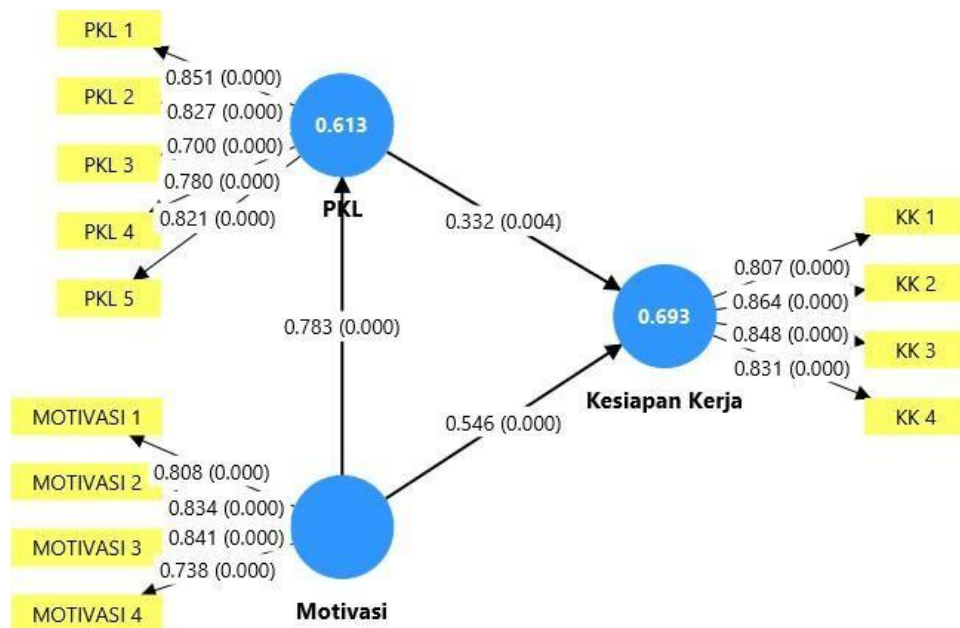 PKL 1
PKL 2
PKL 3
PKL 4
PKL 5
0.851 (0.000)
0.827 (0.000)
0.700 (0.000)
0.780 (0.000)
0.821 (0.000)
0.613
PKL
0.332 (0.004)
0.783 (0.000)
0.546 (0.000)
0.693
Kesiapan Kerja
0.807 (0.000)
0.864 (0.000)
0.848 (0.000)
0.831 (0.000)
KK 1
KK 2
KK 3
KK 4
MOTIVASI 1
MOTIVASI 2
MOTIVASI 3
MOTIVASI 4
0.808 (0.000)
0.834 (0.000)
0.841 (0.000)
0.738 (0.000)
Motivasi